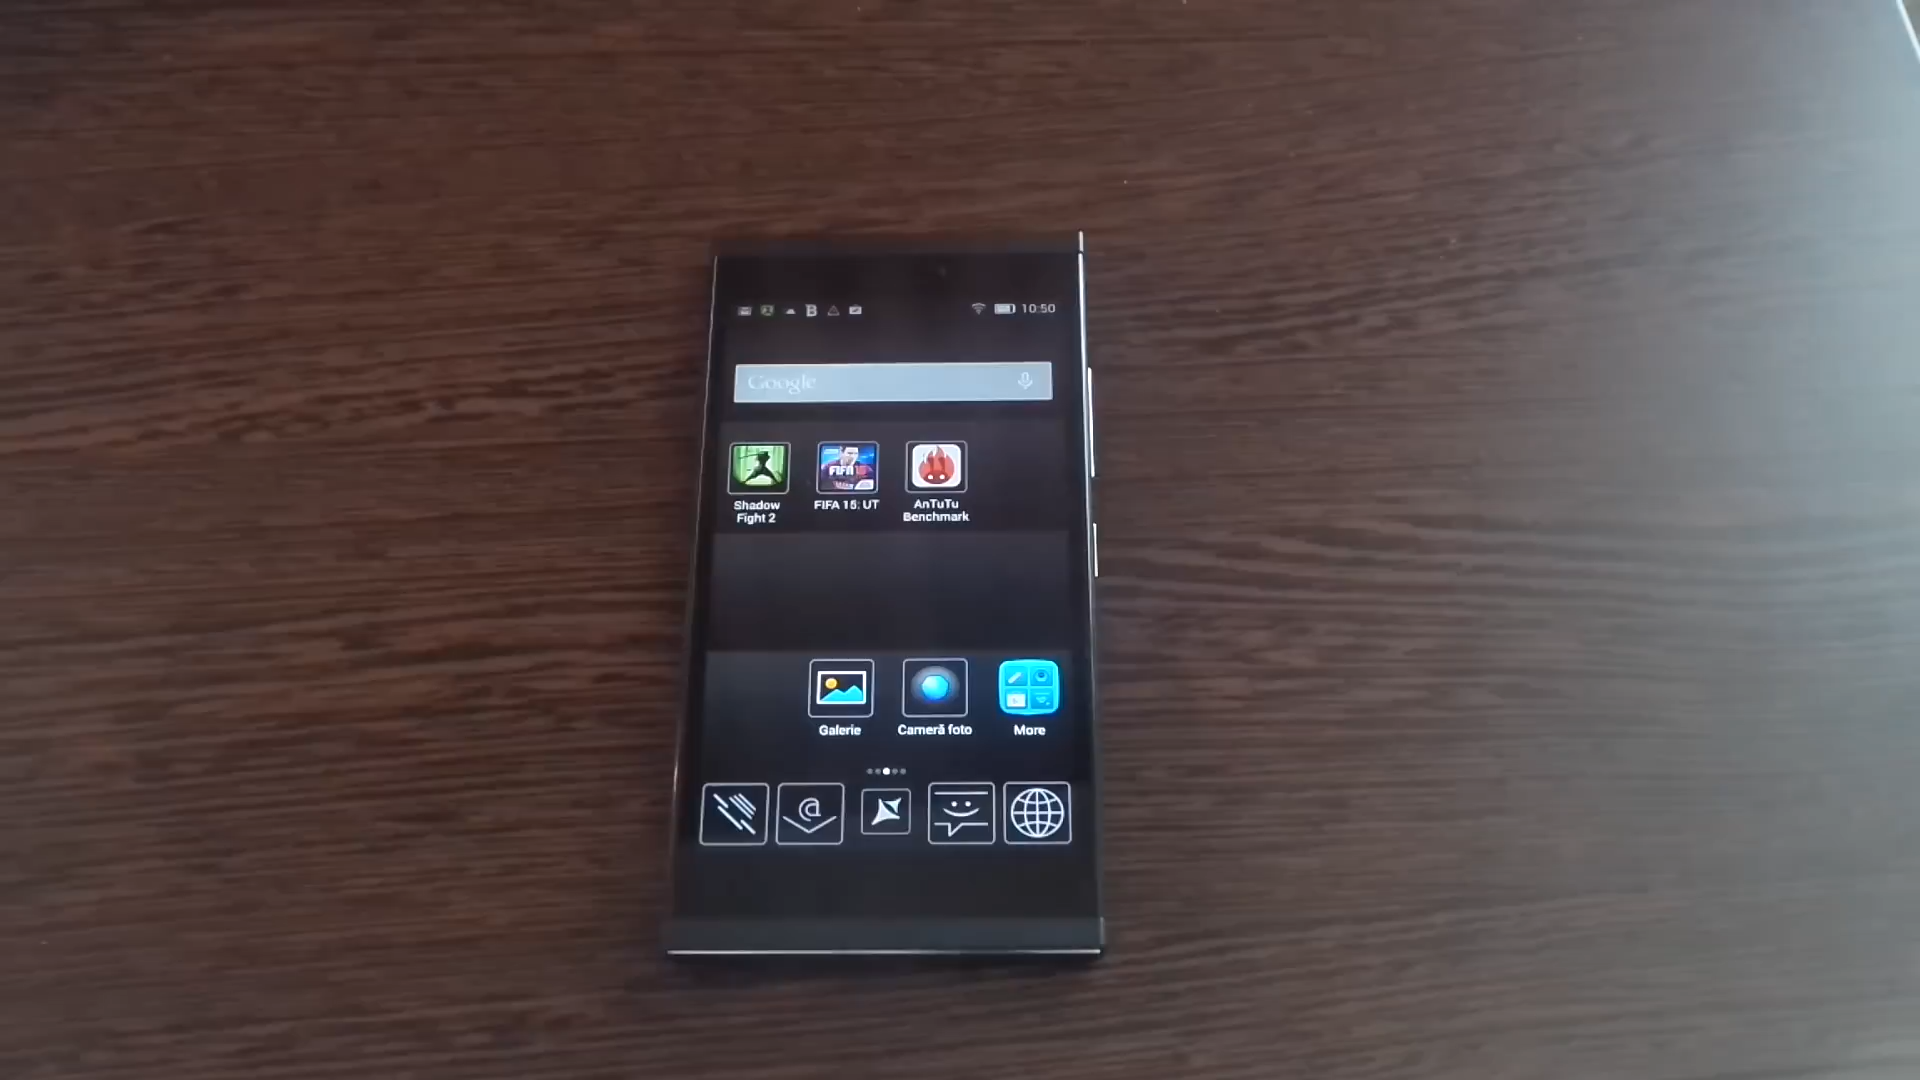 B
10:50
Google
Shadow
Fight 2
FIFA 15: UT
AnTuTu
Benchmark
Galerie
Cameră foto
More
@